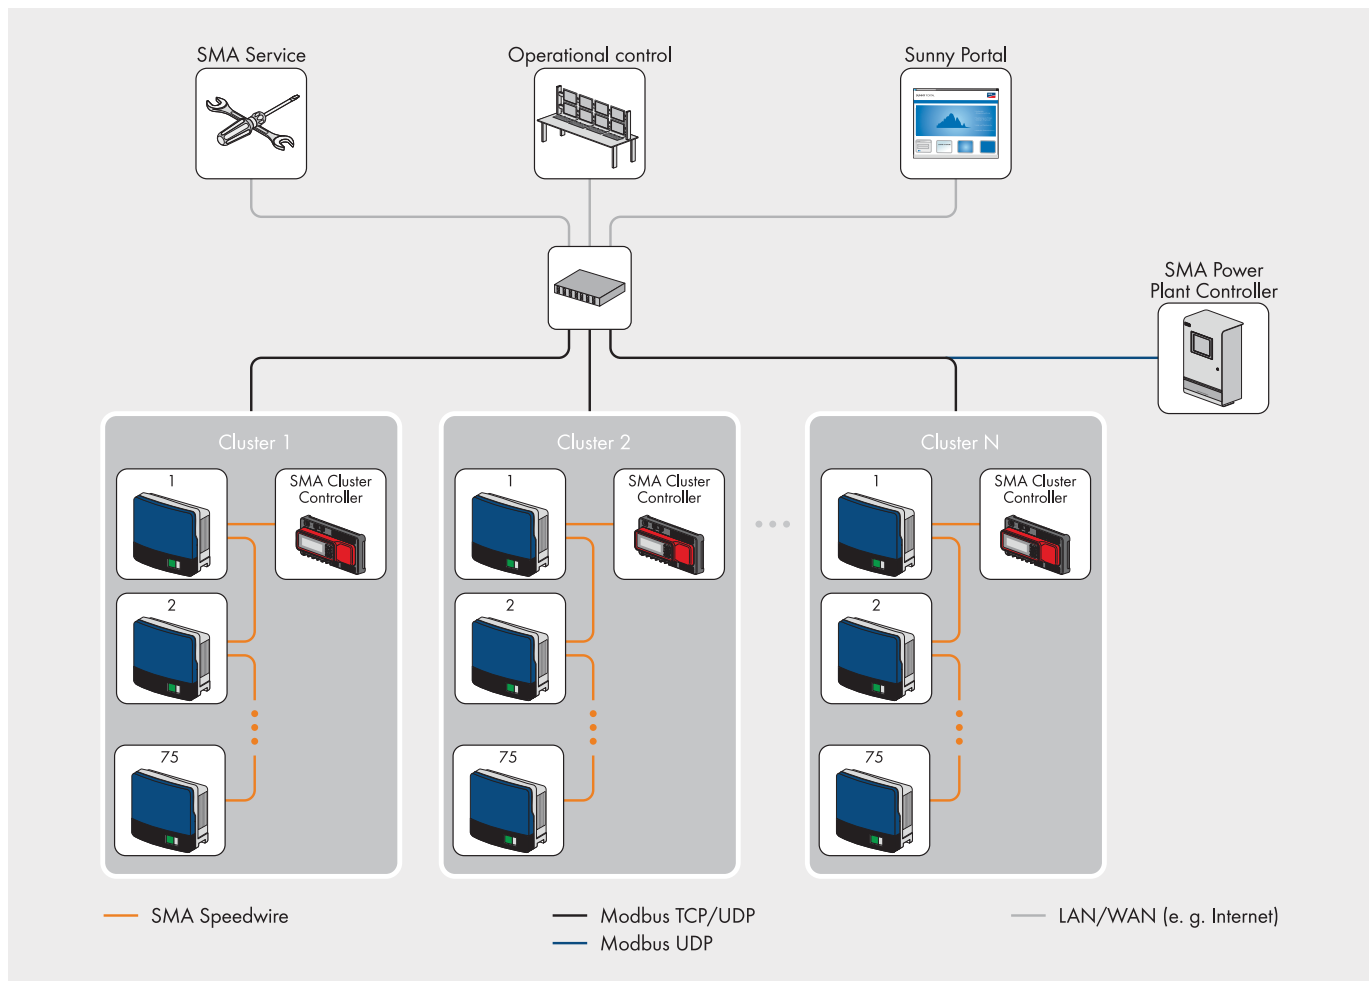 SMA Service
Operational control
Sunny Portal
SUNNY PORTAL
SMA Power
Plant Controller
Cluster 1
Cluster 2
Cluster N
1
SMA Cluster
Controller
1
SMA Cluster
Controller
1
SMA Cluster
Controller
2
2
2
75
75
75
SMA Speedwire
Modbus TCP/UDP
LAN/WAN (e. g. Internet)
Modbus UDP